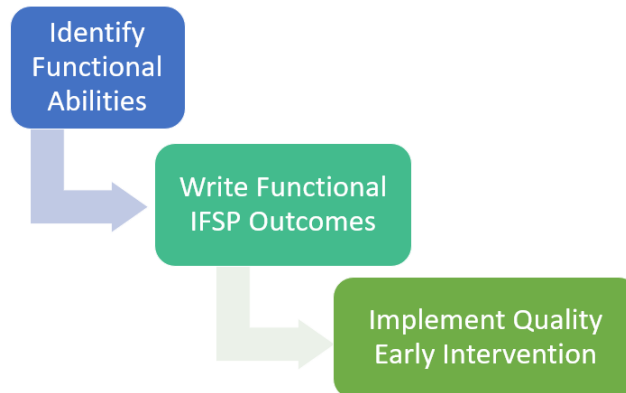 Identify
Functional
Abilities
Write Functional
IFSP Outcomes
Implement Quality
Early Intervention